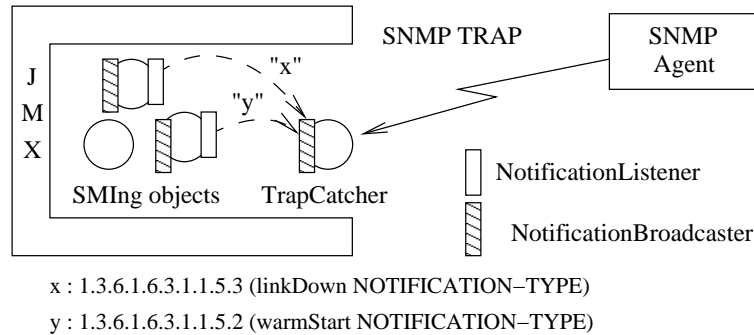 SNMP TRAP
SNMP
Agent
J
M
X
"x"
"y"
SMIng objects
TrapCatcher
NotificationListener
NotificationBroadcaster
x : 1.3.6.1.6.3.1.1.5.3 (linkDown NOTIFICATION−TYPE)
y : 1.3.6.1.6.3.1.1.5.2 (warmStart NOTIFICATION−TYPE)